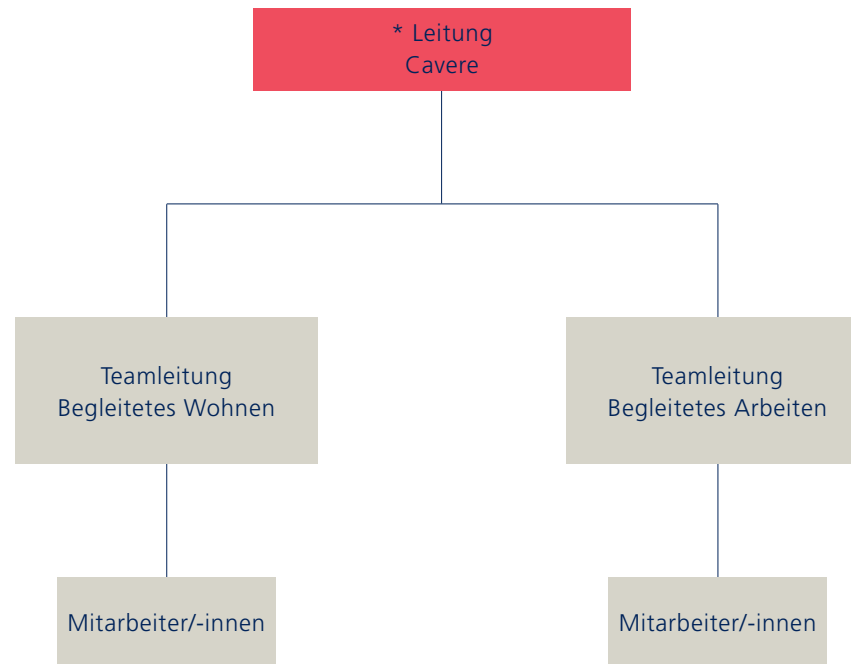 * Leitung
Cavere
Teamleitung
Begleitetes Wohnen
Teamleitung
Begleitetes Arbeiten
Mitarbeiter/-innen
Mitarbeiter/-innen